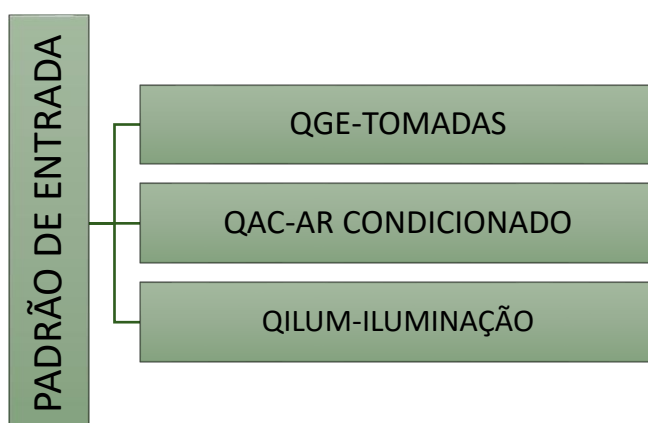 PADRÃO DE ENTRADA
QGE-TOMADAS
QAC-AR CONDICIONADO
QILUM-ILUMINAÇÃO